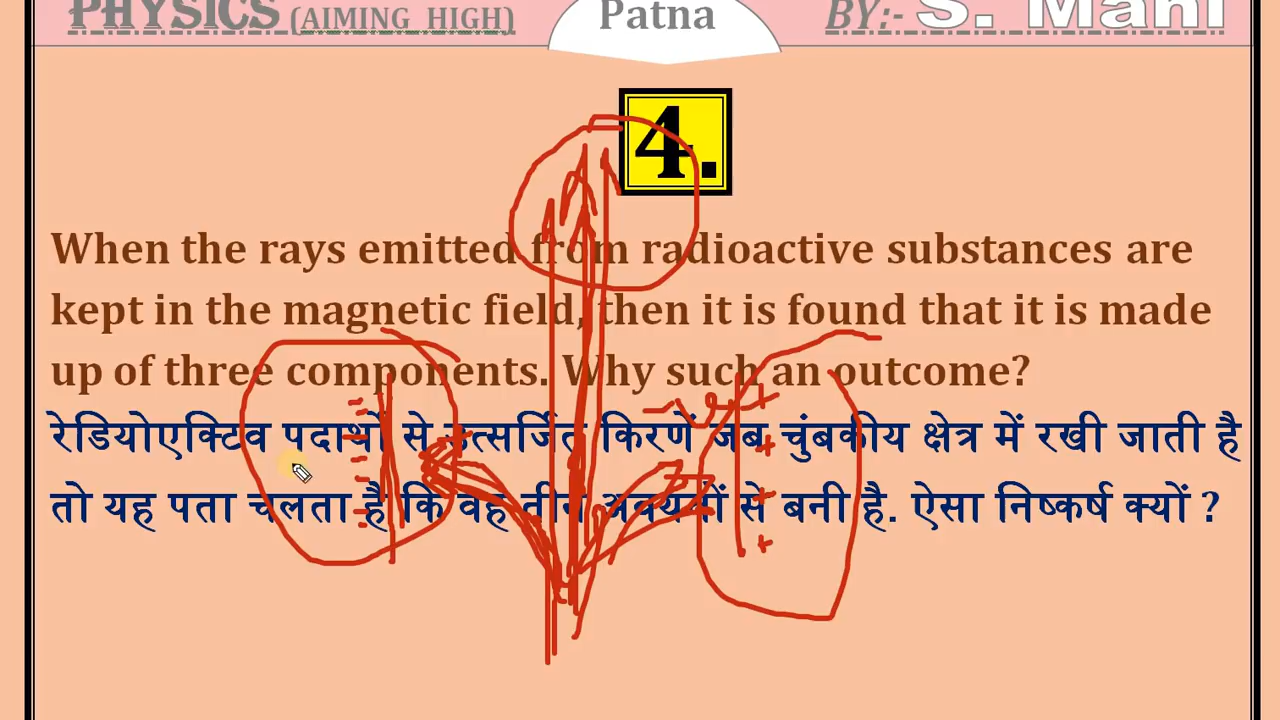 PHYSICS (AIMING HIGH) Patna BY:- S. Mani
4.
When the rays emitted from radioactive substances are
kept in the magnetic field, then it is found that it is made
up of three components. Why such an outcome?
रेडियोएक्टिव पदार्थो से उत्सर्जित किरणें जब चुंबकीय क्षेत्र में रखी जाती है
तो यह पता चलता है कि वह तीन अवयवों से बनी है. ऐसा निष्कर्ष क्यों ?